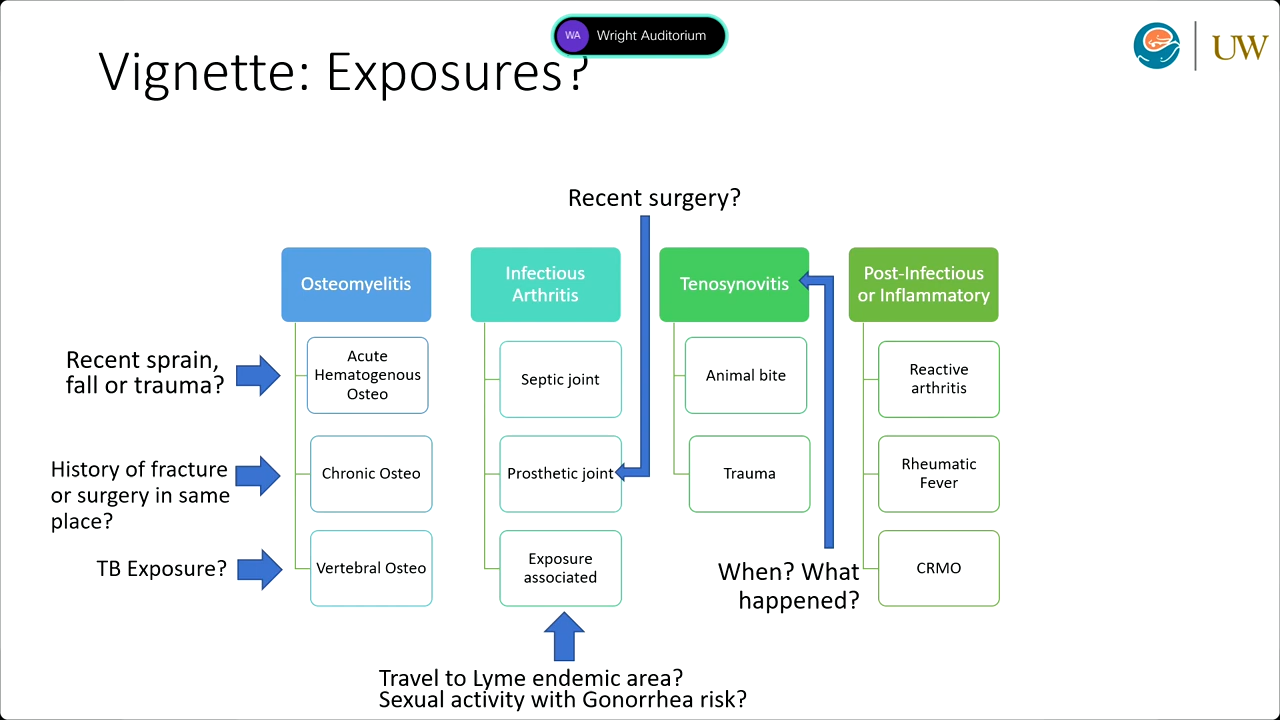 WA Wright Auditorium
UW
Vignette: Exposures?
Recent surgery?
Osteomyelitis
Infectious
Arthritis
Tenosynovitis
Post-Infectious
or Inflammatory
Recent sprain,
fall or trauma?
Acute
Hematogenous
Osteo
Septic joint
Animal bite
Reactive
arthritis
History of fracture
or surgery in same
place?
Chronic Osteo
Prosthetic joint
Trauma
Rheumatic
Fever
TB Exposure?
Vertebral Osteo
Exposure
associated
When? What
happened?
CRMO
Travel to Lyme endemic area?
Sexual activity with Gonorrhea risk?